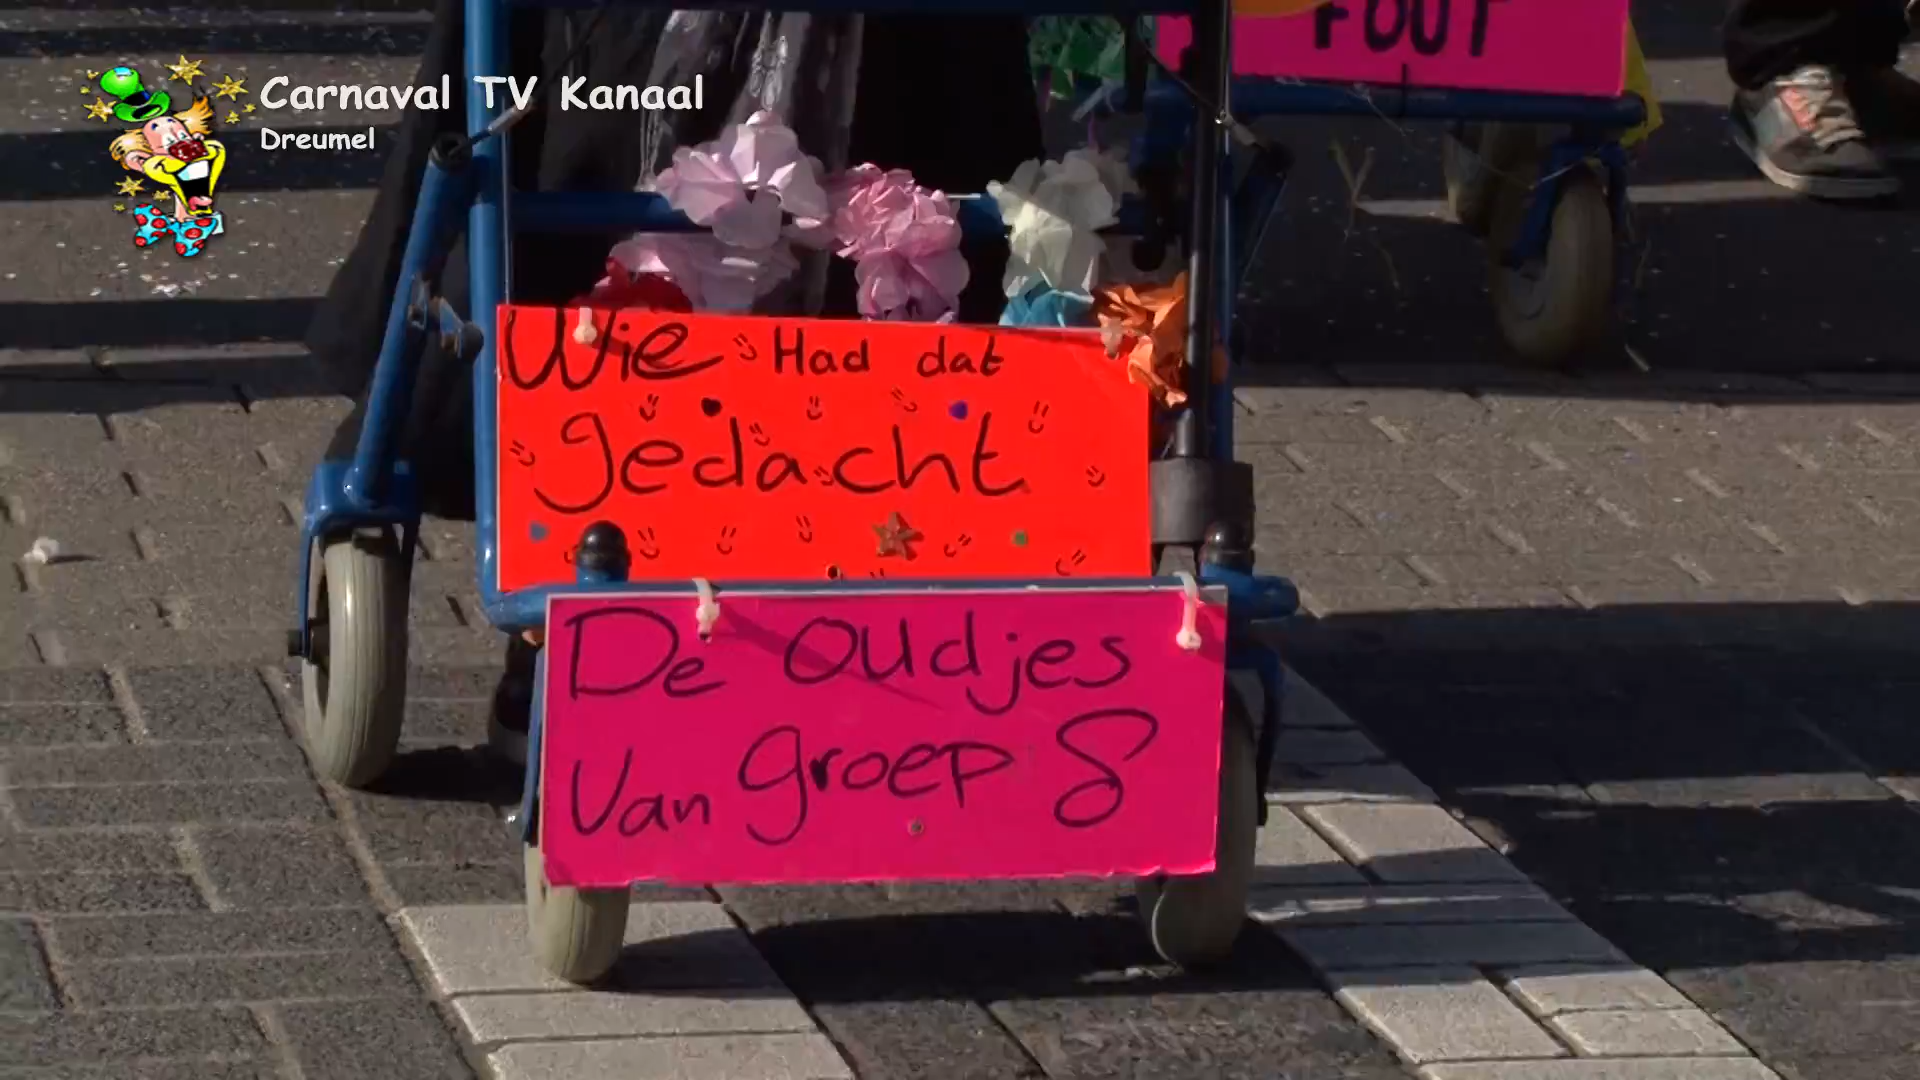 Carnaval TV Kanaal
Dreumel
FOUT
Wie Had dat
gedacht
De oudjes
Van groep 8